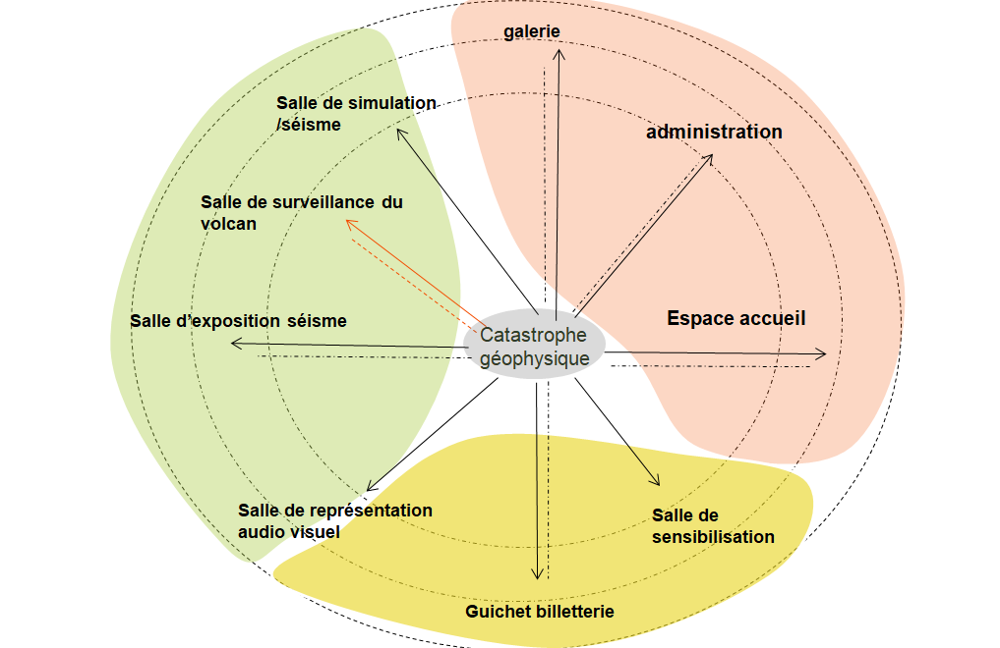 galerie
Salle de simulation
/séisme
administration
Salle de surveillance du
volcan
Salle d’exposition séisme
Espace accueil
Catastrophe
géophysique
Salle de représentation
audio visuel
Salle de
sensibilisation
Guichet billetterie